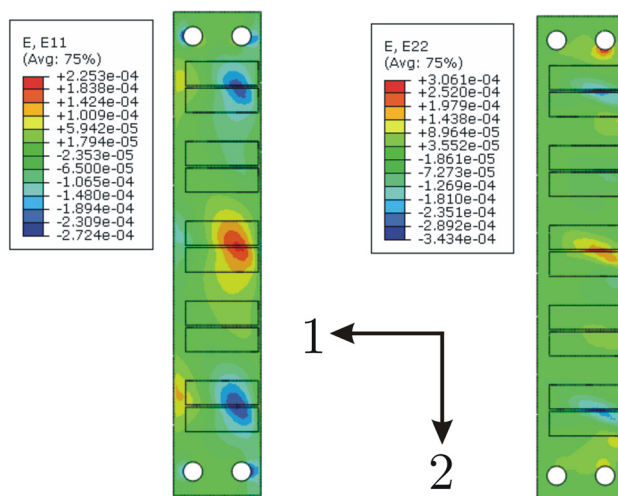 E, E11
(Avg: 75%)
+2.253e-04
+1.838e-04
+1.424e-04
+1.009e-04
+5.942e-05
+1.794e-05
-2.353e-05
-6.500e-05
-1.065e-04
-1.480e-04
-1.894e-04
-2.309e-04
-2.724e-04
E, E22
(Avg: 75%)
+3.061e-04
+2.520e-04
+1.979e-04
+1.438e-04
+8.964e-05
+3.552e-05
-1.861e-05
-7.273e-05
-1.269e-04
-1.810e-04
-2.351e-04
-2.892e-04
-3.434e-04
1
2